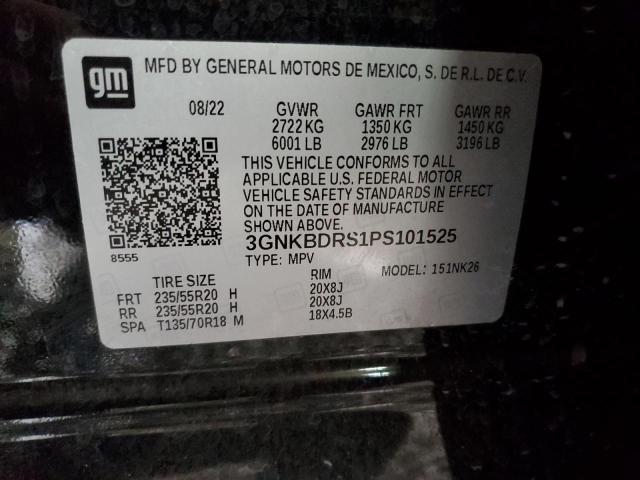 gm
MFD BY GENERAL MOTORS DE MEXICO, S. DE R.L. DE C.V.
08/22 GVWR GAWR FRT GAWR RR
2722 KG 1350 KG 1450 KG
6001 LB 2976 LB 3196 LB
THIS VEHICLE CONFORMS TO ALL
APPLICABLE U.S. FEDERAL MOTOR
VEHICLE SAFETY STANDARDS IN EFFECT
ON THE DATE OF MANUFACTURE
SHOWN ABOVE.
8555
3GNKBDRS1PS101525
TYPE: MPV MODEL: 151NK26
TIRE SIZE RIM
FRT 235/55R20 H 20X8J
RR 235/55R20 H 20X8J
SPA T135/70R18 M 18X4.5B